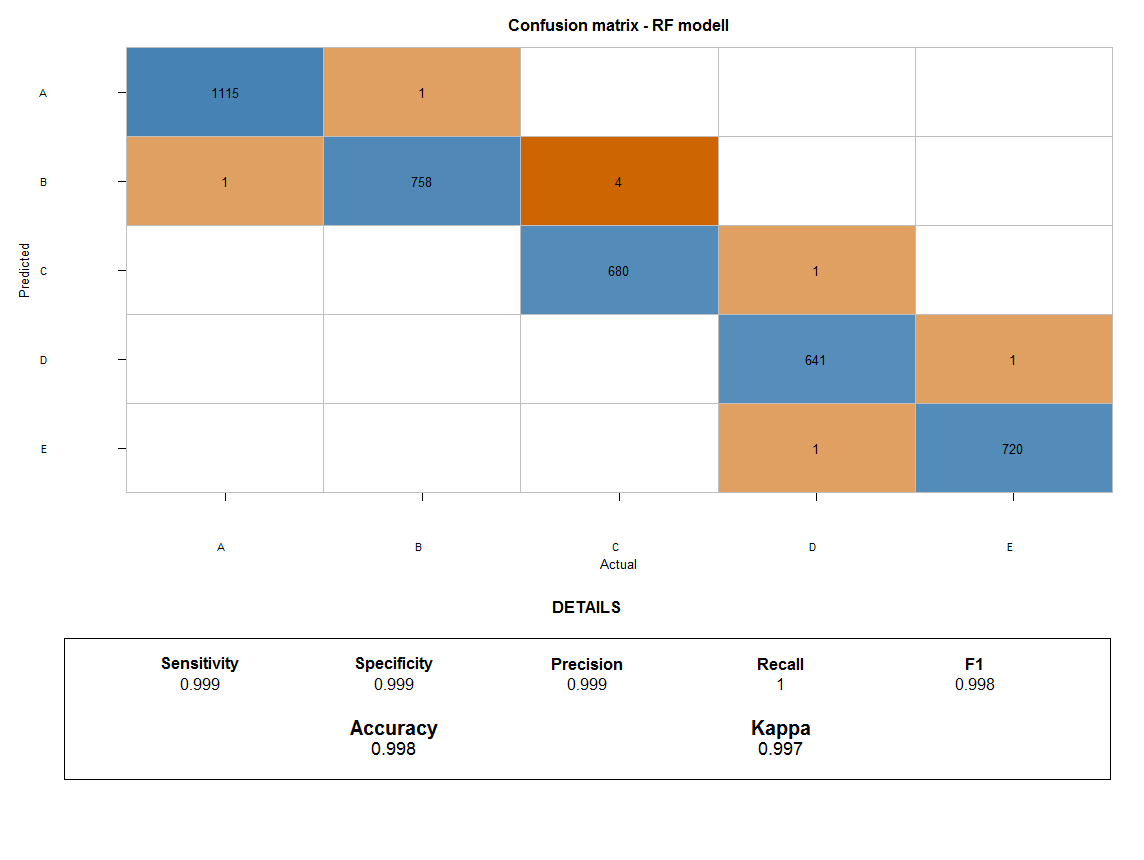 Confusion matrix - RF modell
A 1115 1
B 1 758 4
Predicted
C 680 1
D 641 1
E 1 720
A B C D E
Actual
DETAILS
Sensitivity Specificity Precision Recall F1
0.999 0.999 0.999 1 0.998
Accuracy Kappa
0.998 0.997